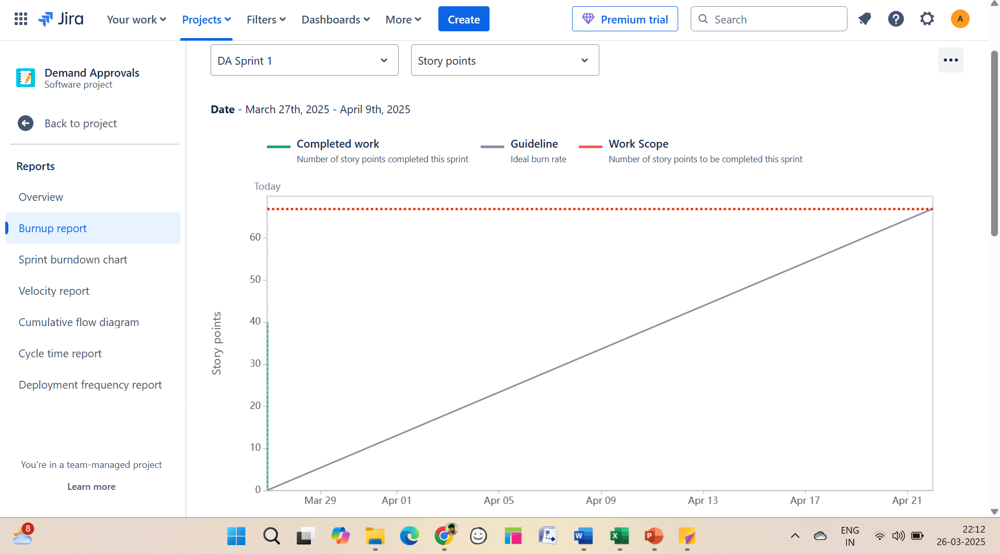 Jira
Your work
Projects
Filters
Dashboards
More
Create
Premium trial
Search
A
Demand Approvals
Software project
Back to project
Reports
Overview
Burnup report
Sprint burndown chart
Velocity report
Cumulative flow diagram
Cycle time report
Deployment frequency report
You're in a team-managed project
Learn more
DA Sprint 1
Story points
Date - March 27th, 2025 - April 9th, 2025
Completed work
Number of story points completed this sprint
Guideline
Ideal burn rate
Work Scope
Number of story points to be completed this sprint
Today
Story points
60
50
40
30
20
10
0
Mar 29
Apr 01
Apr 05
Apr 09
Apr 13
Apr 17
Apr 21
8
W
X
P
ENG
IN
22:12
26-03-2025